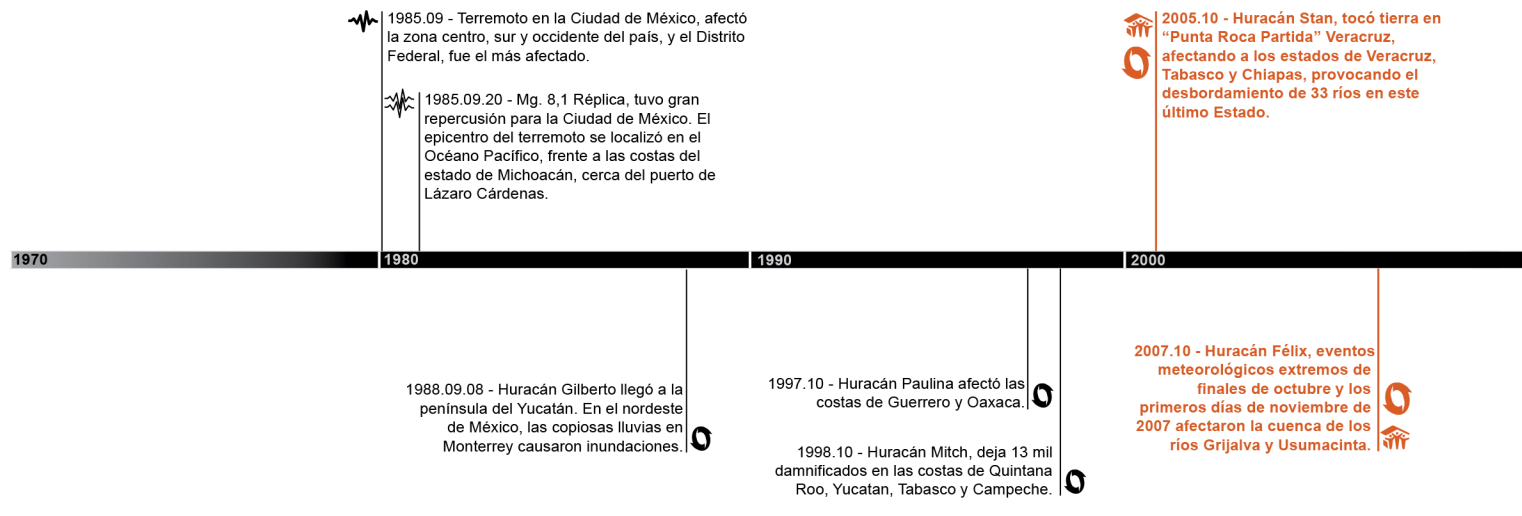 1985.09 - Terremoto en la Ciudad de México, afectó
la zona centro, sur y occidente del país, y el Distrito
Federal, fue el más afectado.
1985.09.20 - Mg. 8,1 Réplica, tuvo gran
repercusión para la Ciudad de México. El
epicentro del terremoto se localizó en el
Océano Pacífico, frente a las costas del
estado de Michoacán, cerca del puerto de
Lázaro Cárdenas.
2005.10 - Huracán Stan, tocó tierra en
“Punta Roca Partida” Veracruz,
afectando a los estados de Veracruz,
Tabasco y Chiapas, provocando el
desbordamiento de 33 ríos en este
último Estado.
1970
1980
1990
2000
1988.09.08 - Huracán Gilberto llegó a la
península del Yucatán. En el nordeste
de México, las copiosas lluvias en
Monterrey causaron inundaciones.
1997.10 - Huracán Paulina afectó las
costas de Guerrero y Oaxaca.
1998.10 - Huracán Mitch, deja 13 mil
damnificados en las costas de Quintana
Roo, Yucatan, Tabasco y Campeche.
2007.10 - Huracán Félix, eventos
meteorológicos extremos de
finales de octubre y los
primeros días de noviembre de
2007 afectaron la cuenca de los
ríos Grijalva y Usumacinta.